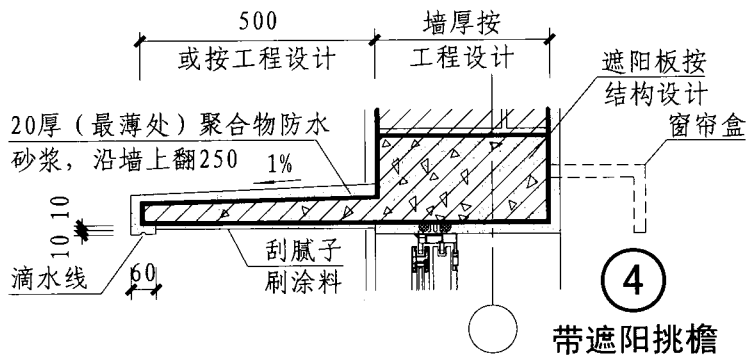 500
或按工程设计
墙厚按
工程设计
遮阳板按
结构设计
窗帘盒
20厚（最薄处）聚合物防水
砂浆，沿墙上翻250
1%
10 10
滴水线
60
刮腻子
刷涂料
4
带遮阳挑檐